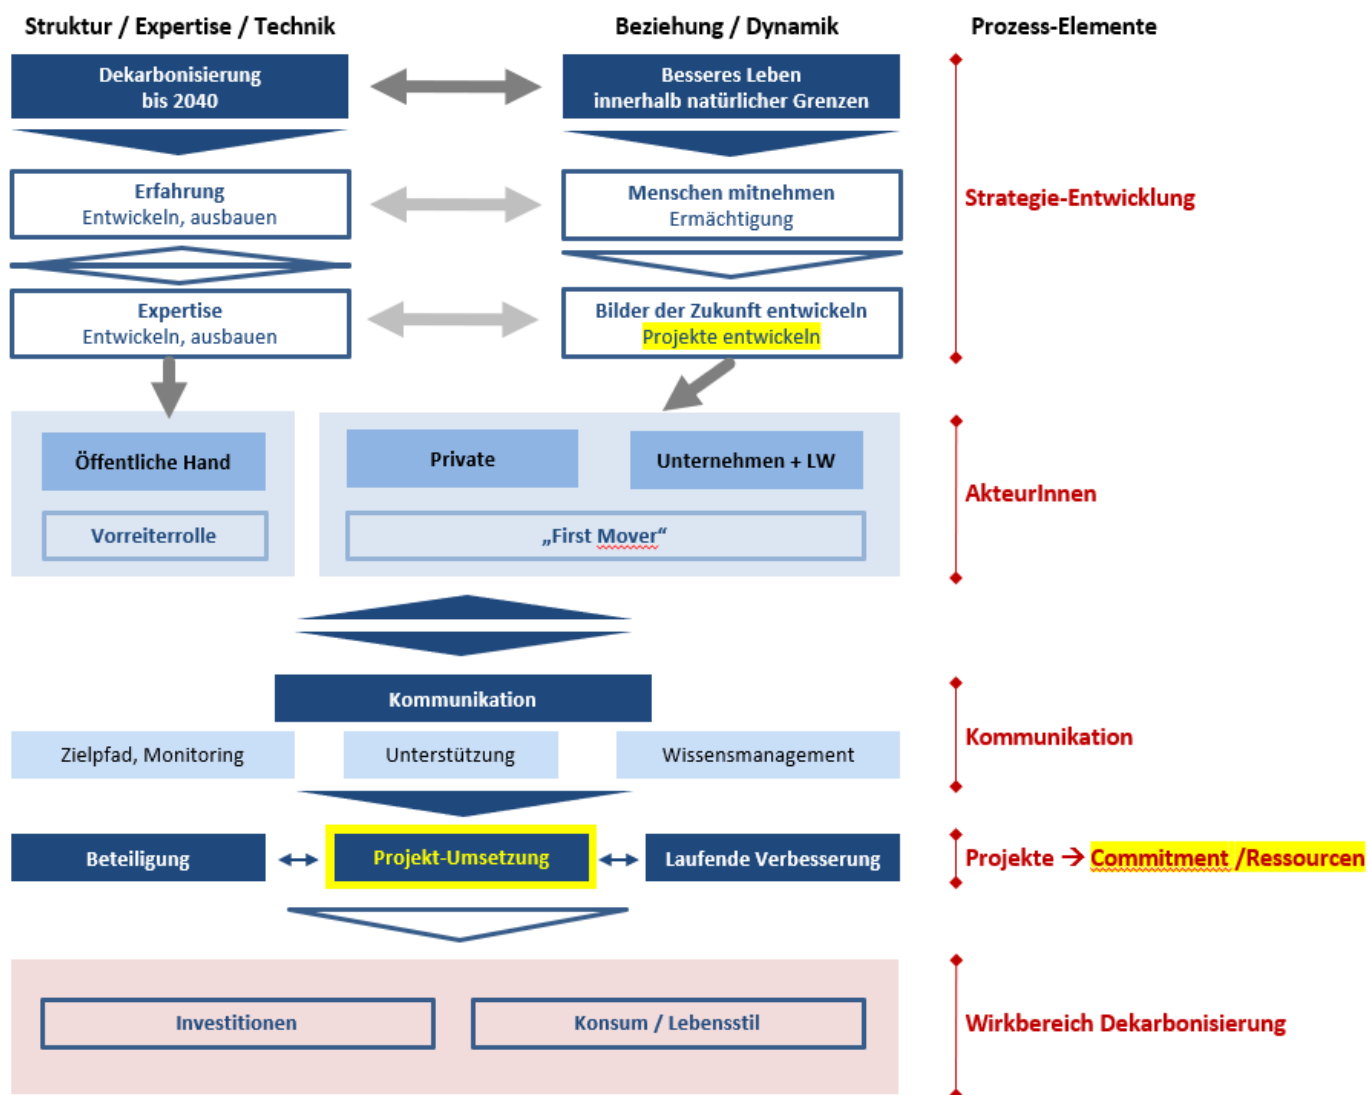 Struktur / Expertise / Technik
Beziehung / Dynamik
Prozess-Elemente
Dekarbonisierung
bis 2040
Besseres Leben
innerhalb natürlicher Grenzen
Erfahrung
Entwickeln, ausbauen
Menschen mitnehmen
Ermächtigung
Strategie-Entwicklung
Expertise
Entwickeln, ausbauen
Bilder der Zukunft entwickeln
Projekte entwickeln
Öffentliche Hand
Private
Unternehmen + LW
Vorreiterrolle
„First Mover“
AkteurInnen
Kommunikation
Zielpfad, Monitoring
Unterstützung
Wissensmanagement
Kommunikation
Beteiligung
Projekt-Umsetzung
Laufende Verbesserung
Projekte → Commitment /Ressourcen
Investitionen
Konsum / Lebensstil
Wirkbereich Dekarbonisierung